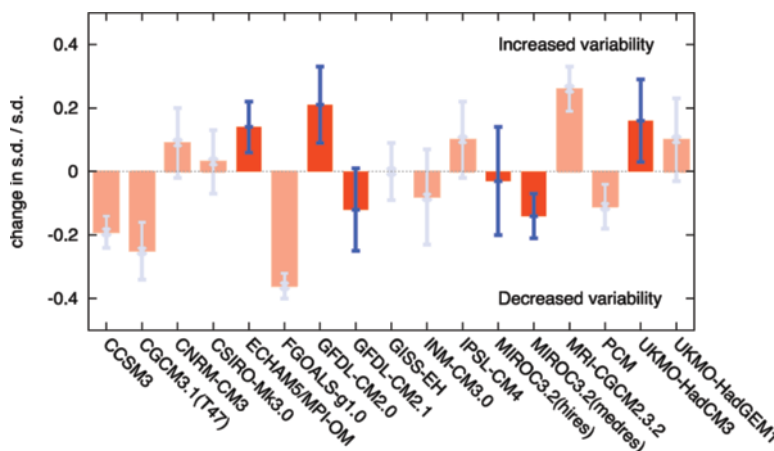 Increased variability
0.4
0.2
0
-0.2
-0.4
change in s.d. / s.d.
Decreased variability
CCSM3
CGCM3.1(T47)
CNRM-CM3
CSIRO-Mk3.0
ECHAM5/MPI-OM
FGOALS-g1.0
GFDL-CM2.0
GFDL-CM2.1
GISS-EH
INM-CM3.0
IPSL-CM4
MIROC3.2(hires)
MIROC3.2(medres)
MRI-CGCM2.3.2
PCM
UKMO-HadCM3
UKMO-HadGEM1